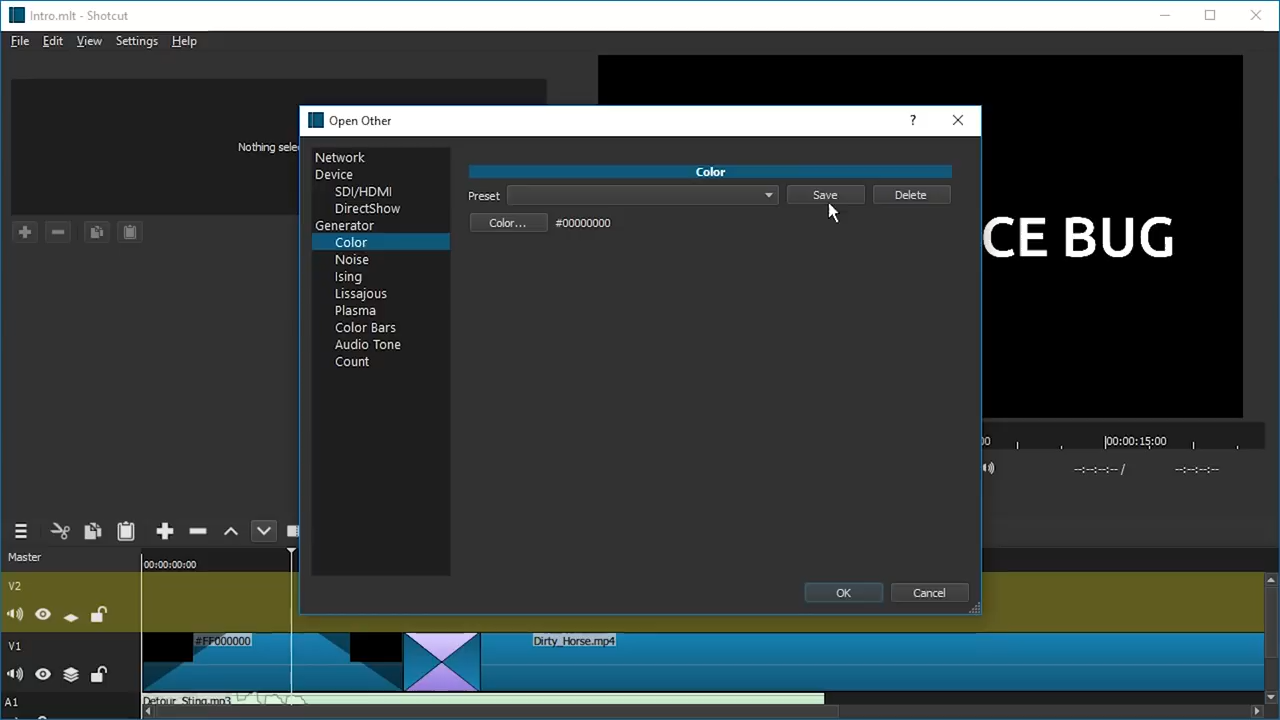 Intro.mlt - Shotcut
File Edit View Settings Help
Open Other
Nothing sele
Network
Device
SDI/HDMI
DirectShow
Generator
Color
Noise
Ising
Lissajous
Plasma
Color Bars
Audio Tone
Count
Color
Preset Save Delete
Color... #00000000
OK Cancel
CE BUG
00 00:00:15:00
--:--:--:-- / --:--:--:--
Master 00:00:00:00
V2
V1 #FF000000 Dirty_Horse.mp4
A1 Detour_Sting.mp3